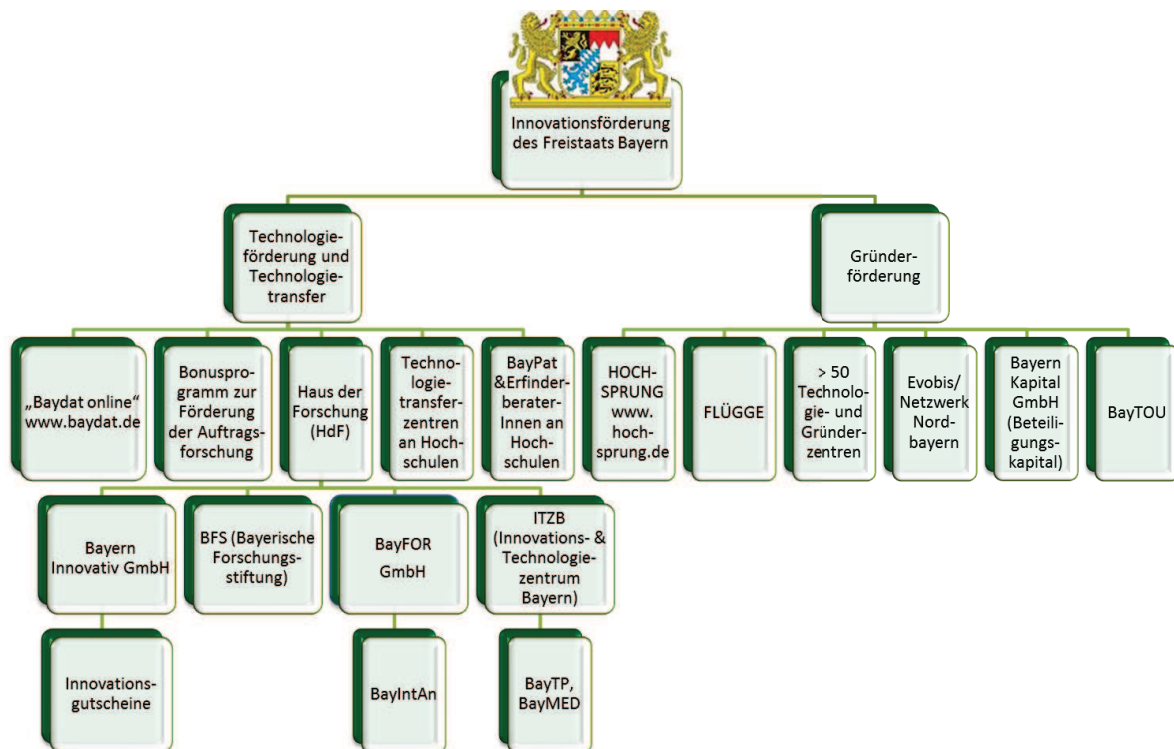 Innovationsförderung
des Freistaats Bayern
Technologie-
förderung und
Technologie-
transfer
Gründer-
förderung
„Baydat online“
www.baydat.de
Bonusprogramm zur
Förderung
der Auftrags-
forschung
Haus der
Forschung
(HdF)
Techno-
logie-
transfer-
zentren
an Hoch-
schulen
BayPat
&Erfinder-
berater-
Innen an
Hoch-
schulen
HOCH-
SPRUNG
www.
hoch-
sprung.de
FLÜGGE
> 50
Technolo-
gie- und
Gründer-
zentren
Evobis/
Netzwerk
Nord-
bayern
Bayern
Kapital
GmbH
(Beteili-
gungs-
kapital)
BayTOU
Bayern
Innovativ GmbH
BFS (Bayerische
Forschungs-
stiftung)
BayFOR
GmbH
ITZB
(Innovations- &
Technologie-
zentrum
Bayern)
Innovations-
gutscheine
BayIntAn
BayTP,
BayMED